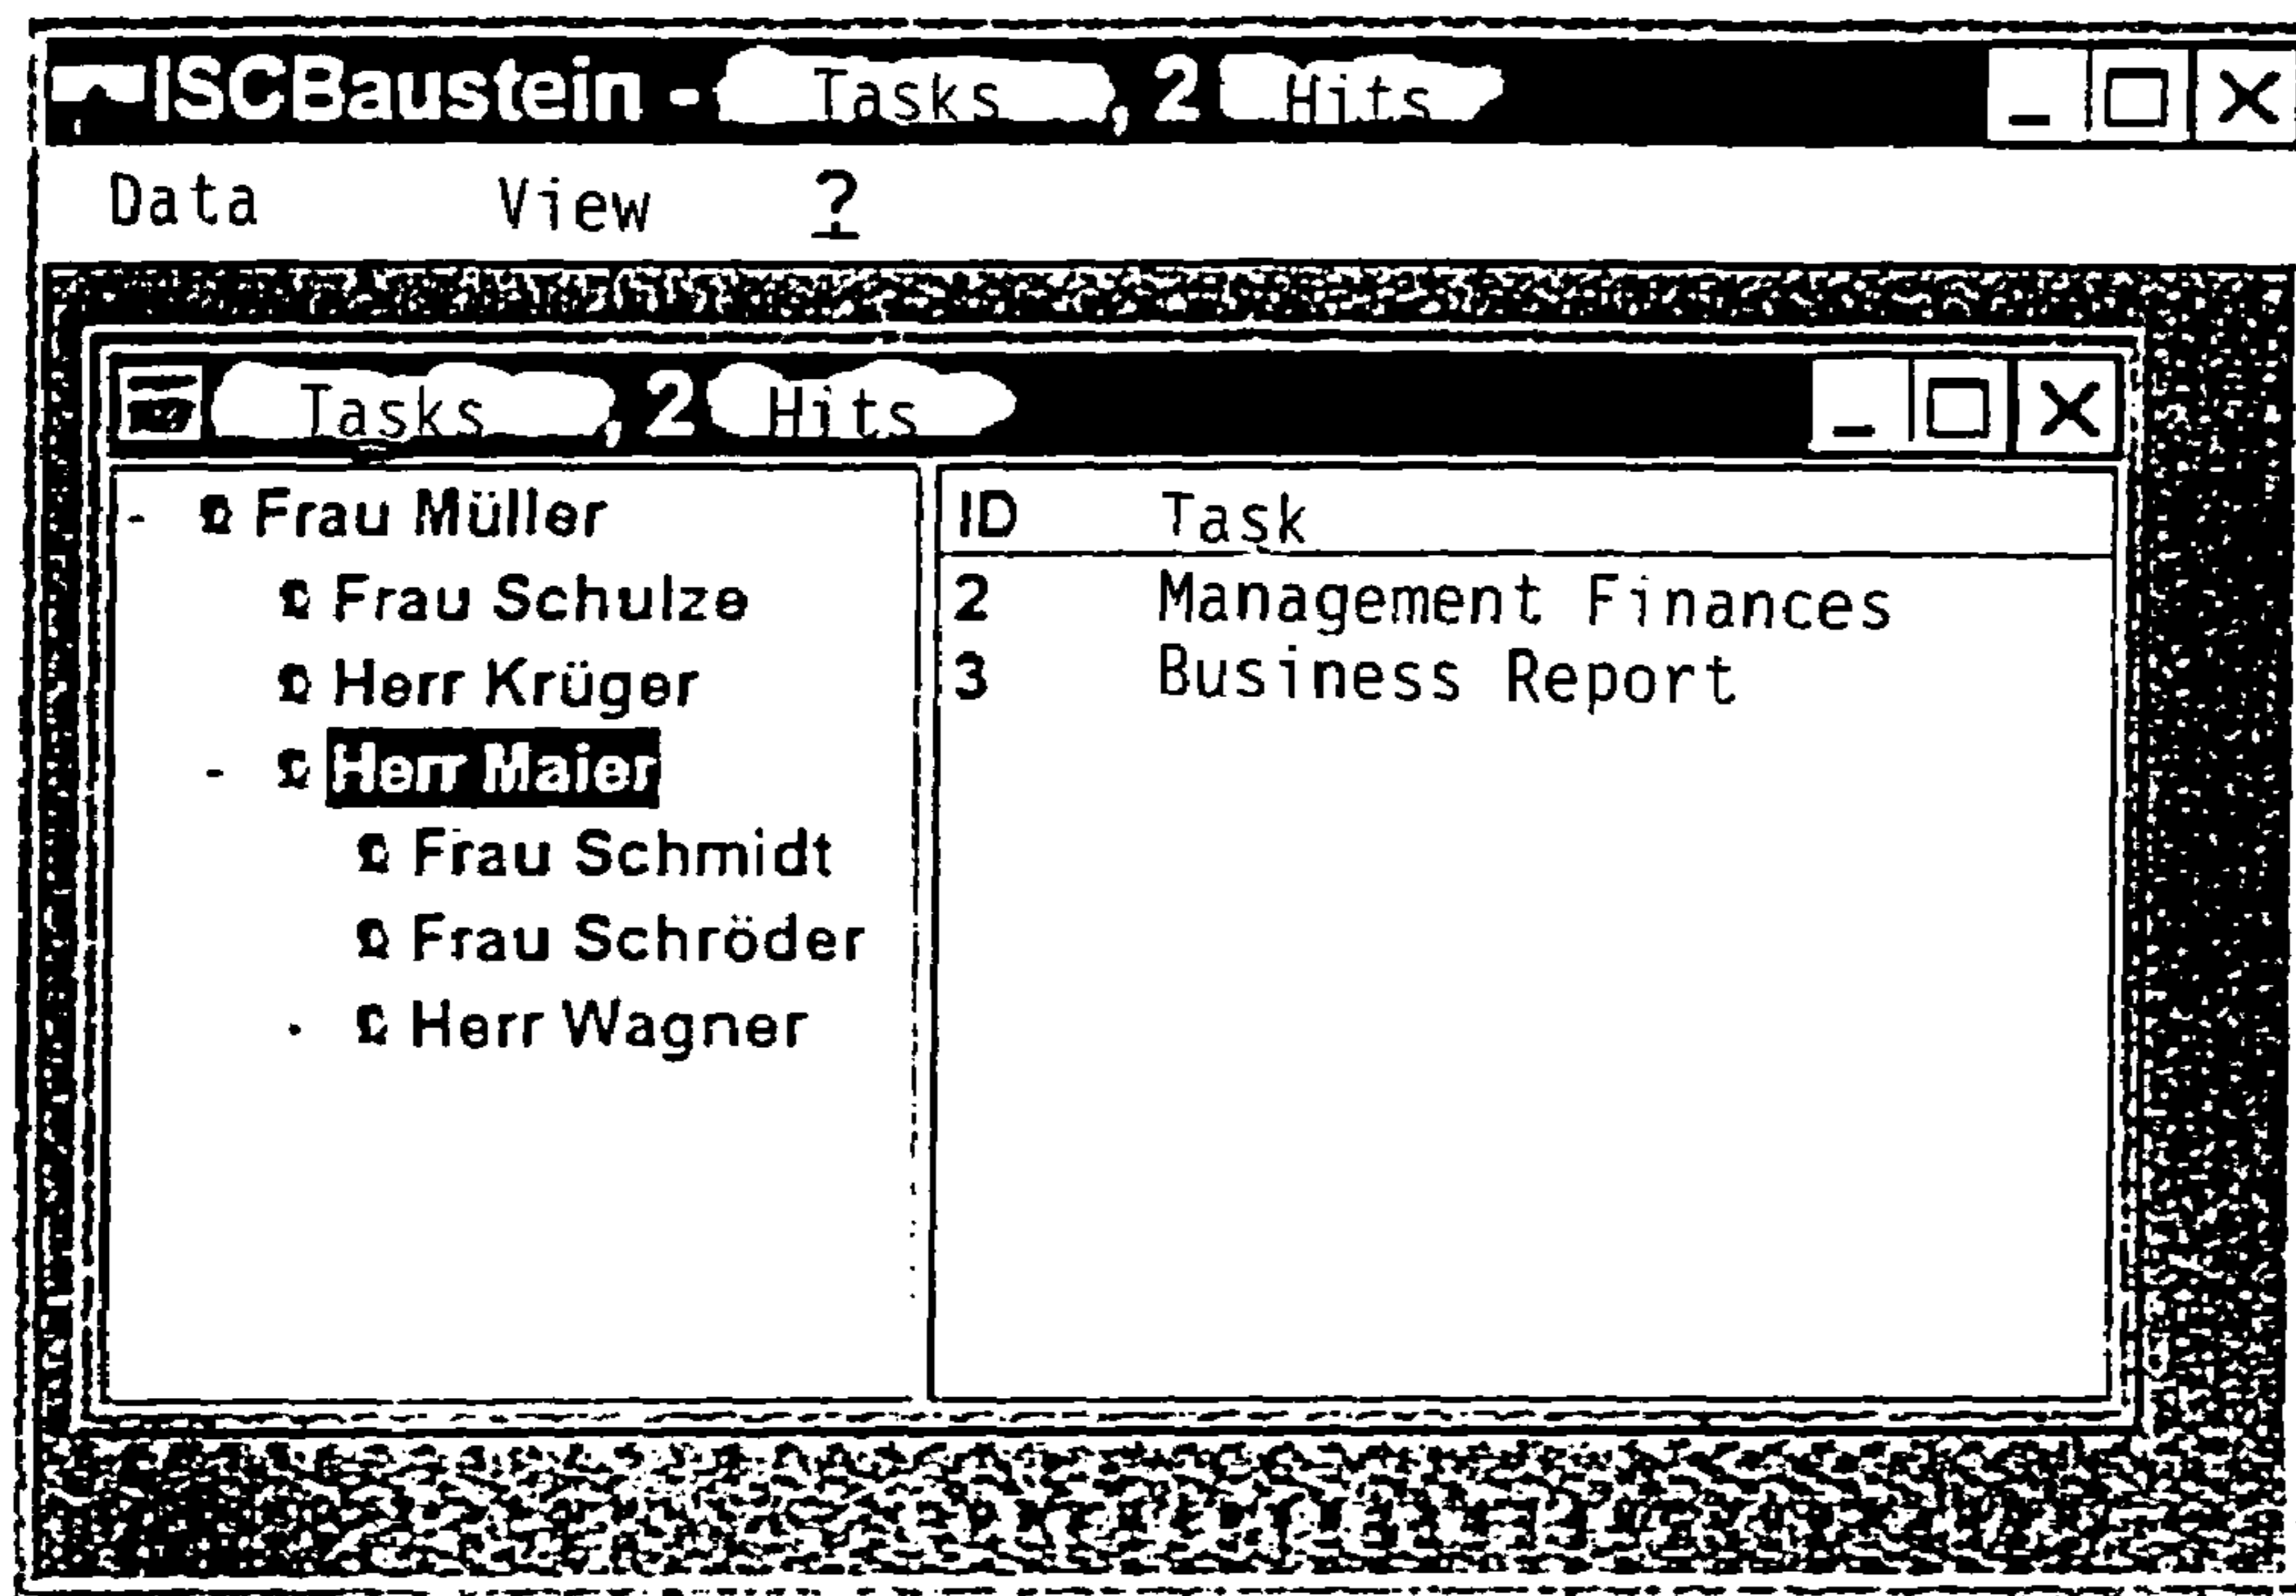 ISCBaustein - Tasks, 2 Hits
Data View ?
Tasks, 2 Hits
Frau Müller
Frau Schulze
Herr Krüger
Herr Maier
Frau Schmidt
Frau Schröder
Herr Wagner
ID Task
2 Management Finances
3 Business Report